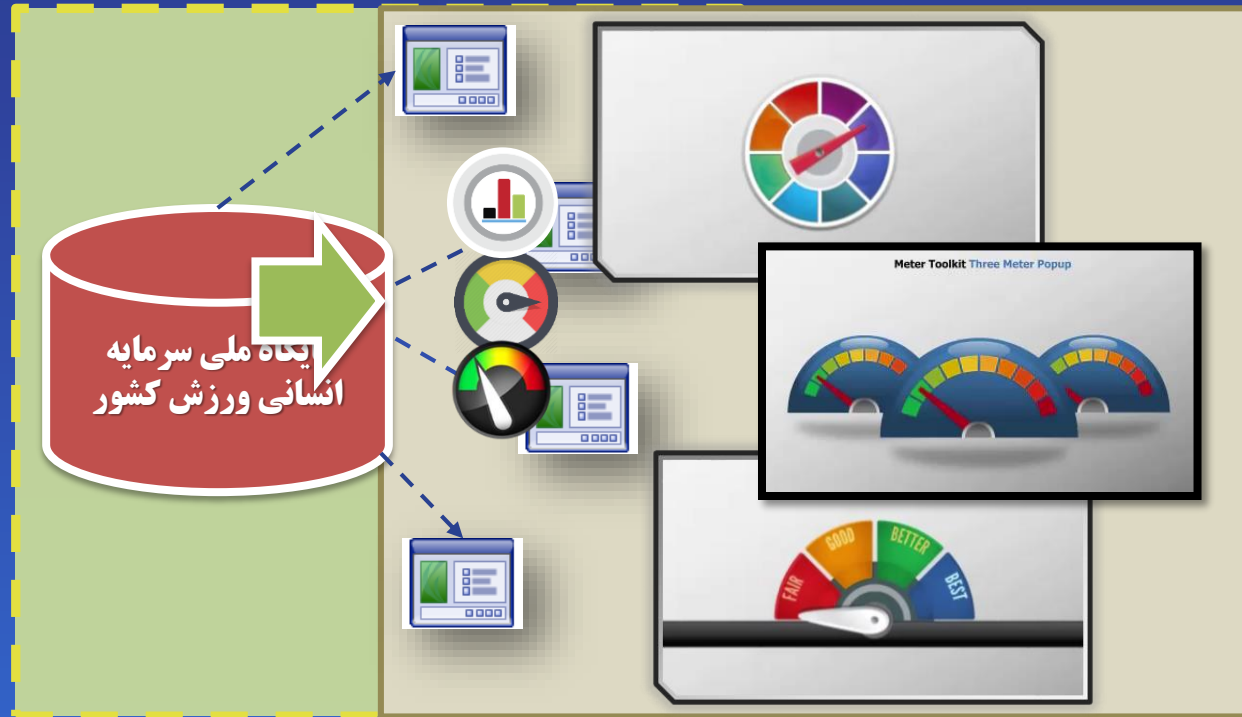 ملی سرمایه
انسانی ورزش کشور
Meter Toolkit Three Meter Popup
FAIR
GOOD
BETTER
BEST